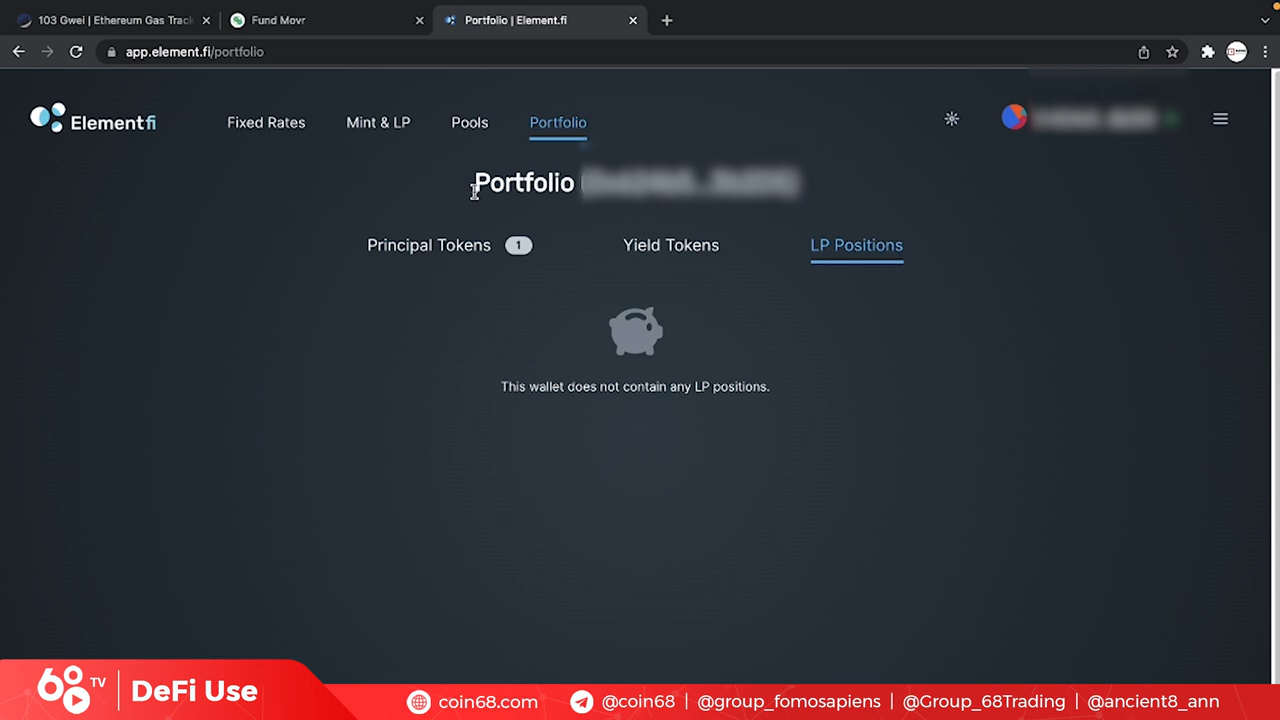 103 Gwei | Ethereum Gas Track
Fund Movr
Portfolio | Element.fi
app.element.fi/portfolio
Elementfi
Fixed Rates
Mint & LP
Pools
Portfolio
Portfolio
Principal Tokens 1
Yield Tokens
LP Positions
This wallet does not contain any LP positions.
68 TV
DeFi Use
coin68.com
@coin68 | @group_fomosapiens | @Group_68Trading | @ancient8_ann